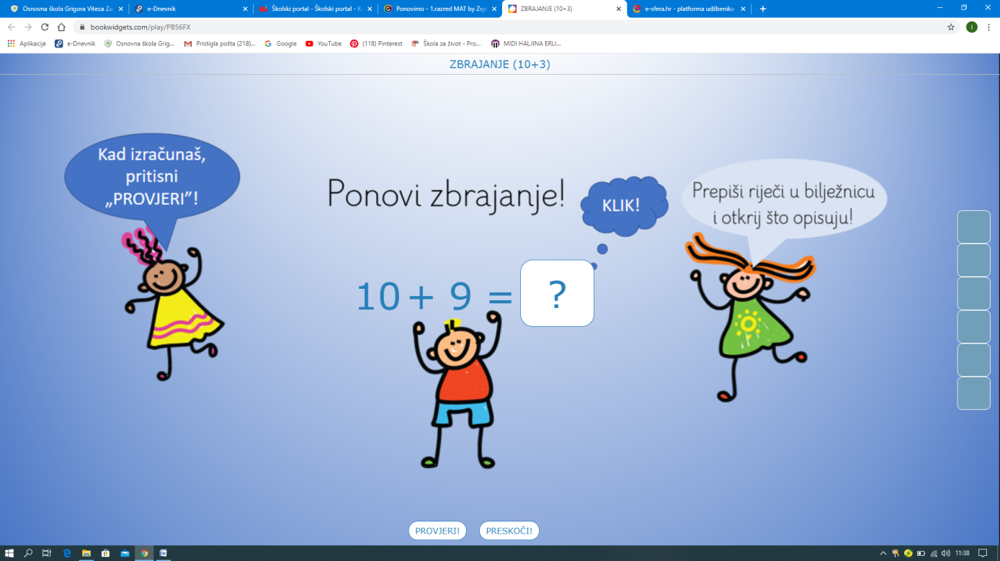 Osnovna škola Grigora Viteza Za
e-Dnevnik
Školski portal - Školski portal - K
Ponovimo - 1.razred MAT by Zvje
ZBRAJANJE (10+3)
e-sfera.hr - platforma udžbenika
bookwidgets.com/play/PB56FX
Aplikacije
e-Dnevnik
Osnovna škola Grig...
Pristigla pošta (218)...
Google
YouTube
(118) Pinterest
Škola za život - Pro...
MIDI HALJINA ERLI...
ZBRAJANJE (10+3)
Kad izračunaš,
pritisni
„PROVJERI”!
Ponovi zbrajanje!
KLIK!
Prepiši riječi u bilježnicu
i otkrij što opisuju!
10 + 9 = ?
PROVJERI!
PRESKOČI!
11:38